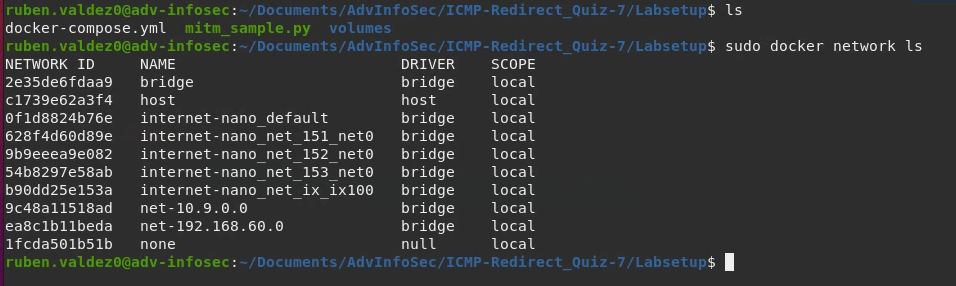 ruben.valdez0@adv-infosec:~/Documents/AdvInfoSec/ICMP-Redirect_Quiz-7/Labsetup$ ls
docker-compose.yml  mitm_sample.py  volumes
ruben.valdez0@adv-infosec:~/Documents/AdvInfoSec/ICMP-Redirect_Quiz-7/Labsetup$ sudo docker network ls
NETWORK ID     NAME                         DRIVER    SCOPE
2e35de6fdaa9   bridge                       bridge    local
c1739e62a3f4   host                         host      local
0f1d8824b76e   internet-nano_default        bridge    local
628f4d60d89e   internet-nano_net_151_net0   bridge    local
9b9eeea9e082   internet-nano_net_152_net0   bridge    local
54b8297e58ab   internet-nano_net_153_net0   bridge    local
b90dd25e153a   internet-nano_net_ix_ix100   bridge    local
9c48a11518ad   net-10.9.0.0                 bridge    local
ea8c1b11beda   net-192.168.60.0             bridge    local
1fcda501b51b   none                         null      local
ruben.valdez0@adv-infosec:~/Documents/AdvInfoSec/ICMP-Redirect_Quiz-7/Labsetup$